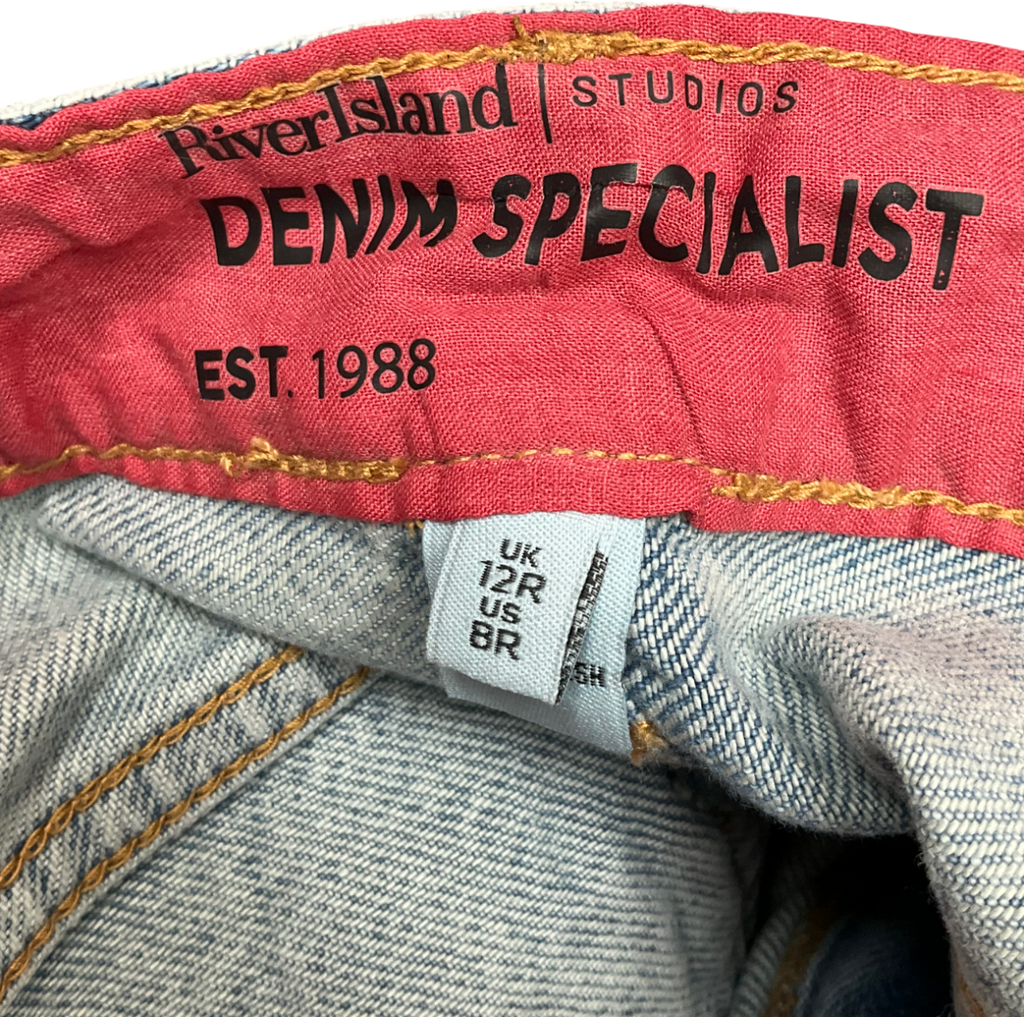 RiverIsland | STUDIOS
DENIM SPECIALIST
EST. 1988
UK
12R
US
8R